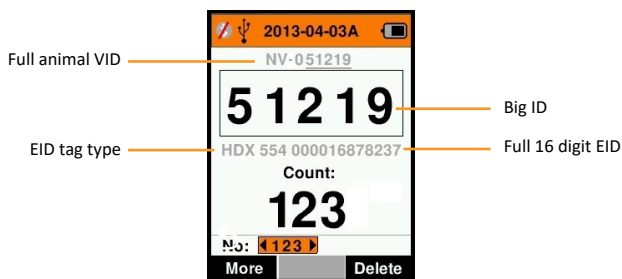 2013-04-03A
Full animal VID
NV-051219
51219
Big ID
EID tag type
HDX 554 000016878237
Full 16 digit EID
Count:
123
No: 123
More Delete